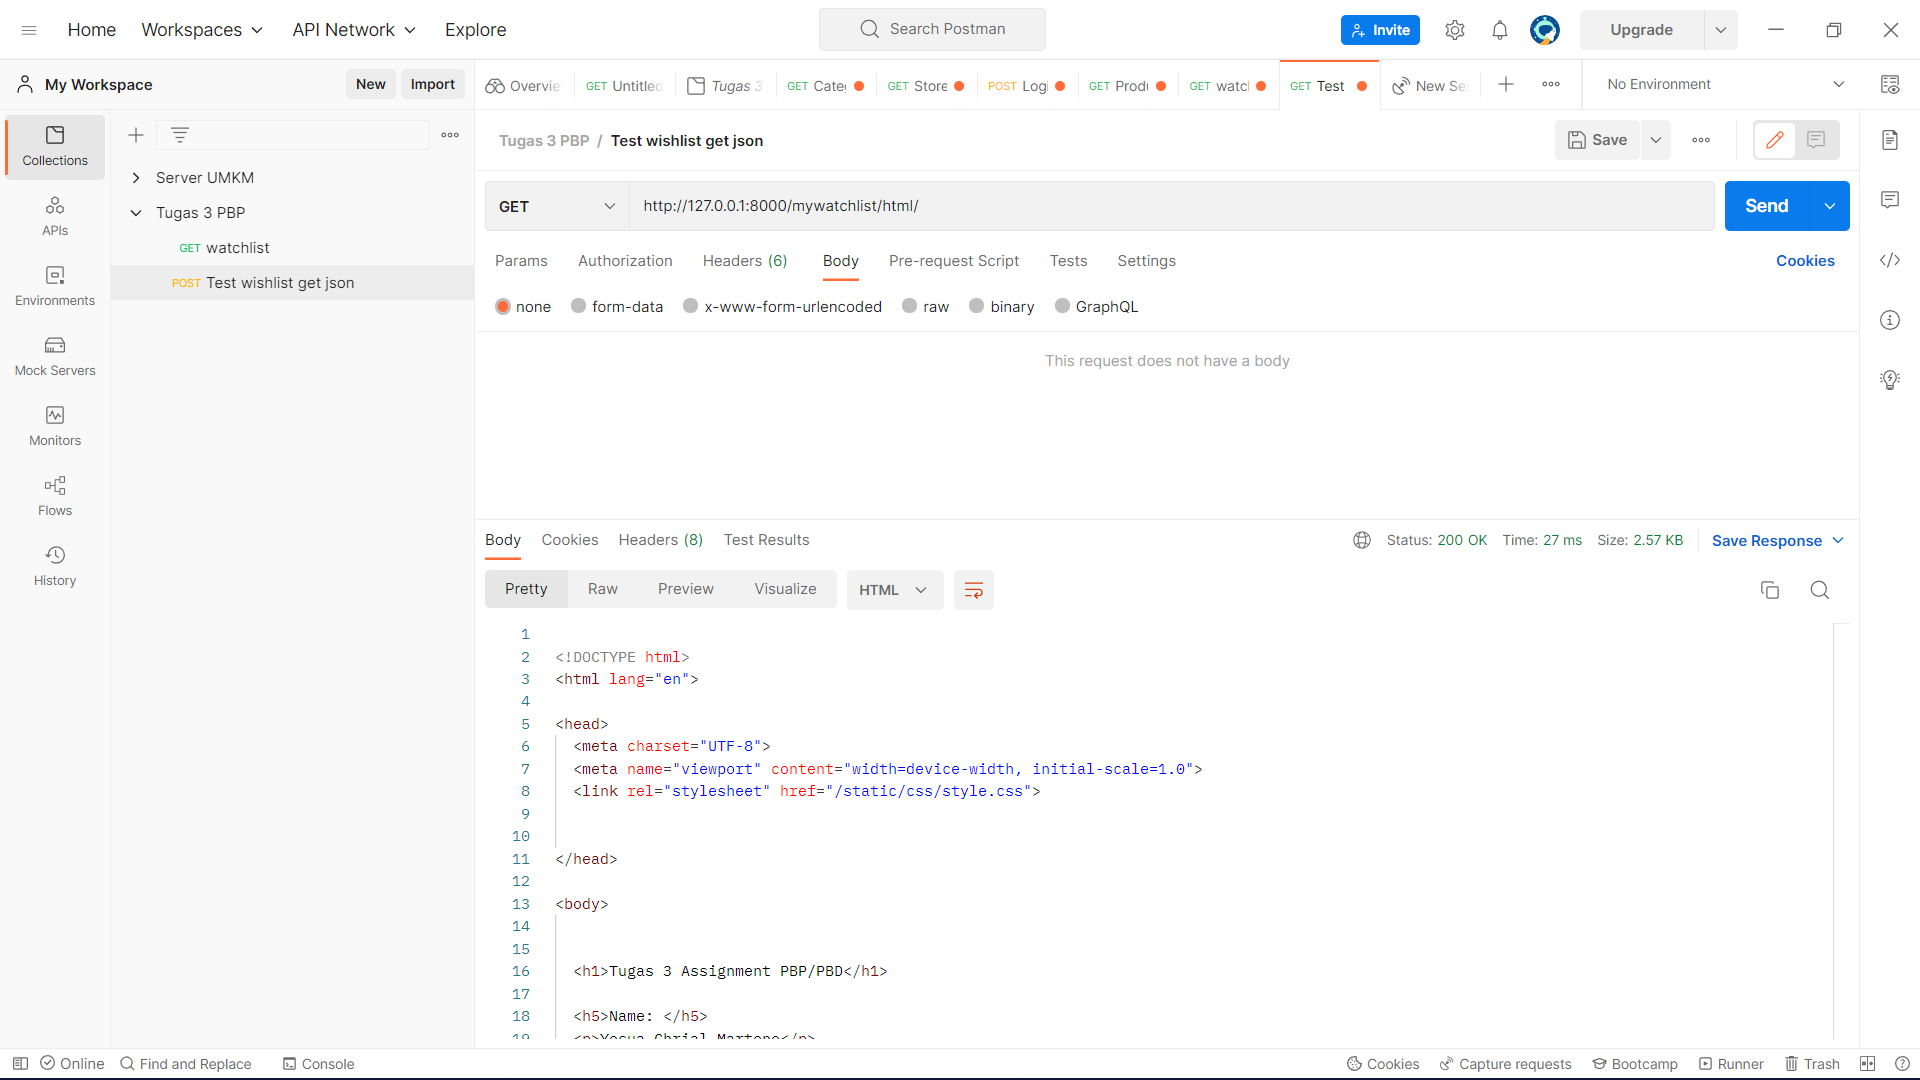 Home Workspaces API Network Explore Search Postman Invite Upgrade
My Workspace New Import Overvie GET Untitled Tugas 3 GET Cate GET Store POST Logi GET Produ GET watcl GET Test New Se No Environment
Collections
APIs
Environments
Mock Servers
Monitors
Flows
History
Server UMKM
Tugas 3 PBP
GET watchlist
POST Test wishlist get json
Tugas 3 PBP / Test wishlist get json Save
GET http://127.0.0.1:8000/mywatchlist/html/ Send
Params Authorization Headers (6) Body Pre-request Script Tests Settings Cookies
none form-data x-www-form-urlencoded raw binary GraphQL
This request does not have a body
Body Cookies Headers (8) Test Results Status: 200 OK Time: 27 ms Size: 2.57 KB Save Response
Pretty Raw Preview Visualize HTML
1
2 <!DOCTYPE html>
3 <html lang="en">
4
5 <head>
6 <meta charset="UTF-8">
7 <meta name="viewport" content="width=device-width, initial-scale=1.0">
8 <link rel="stylesheet" href="/static/css/style.css">
9
10
11 </head>
12
13 <body>
14
15
16 <h1>Tugas 3 Assignment PBP/PBD</h1>
17
18 <h5>Name: </h5>
19 <p>Yosua Chrial Martono</p>
Online Find and Replace Console Cookies Capture requests Bootcamp Runner Trash